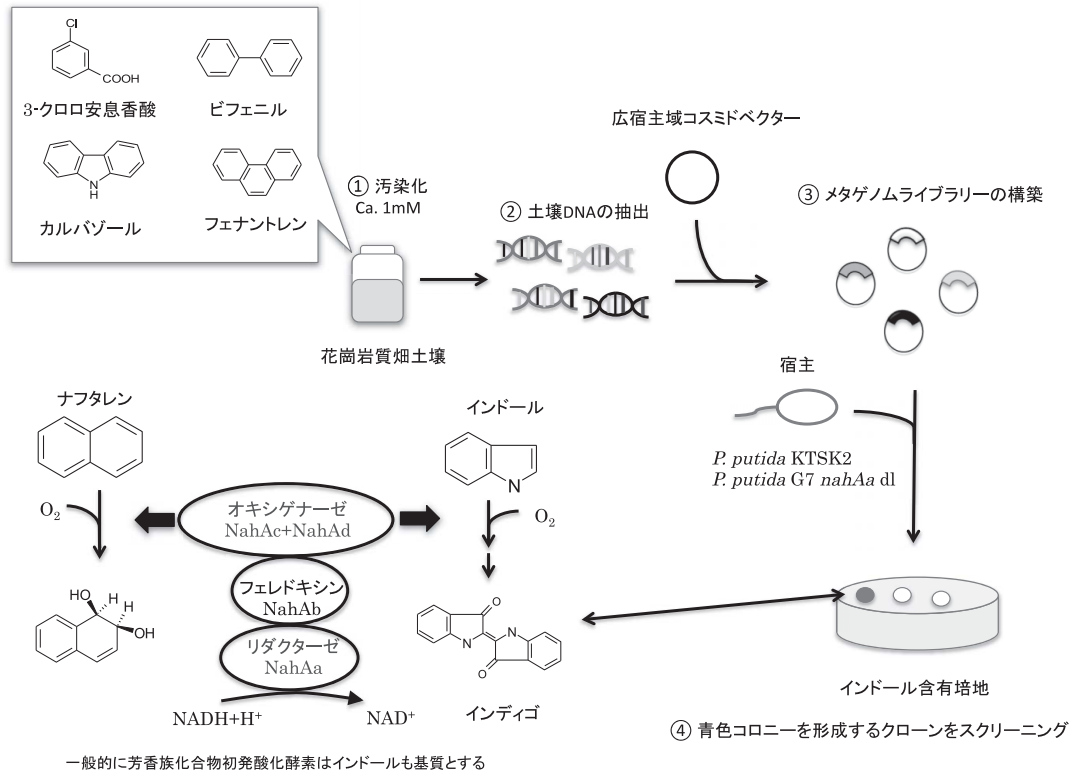 Cl
COOH
3-クロロ安息香酸
ビフェニル
N
H
カルバゾール
フェナントレン
① 汚染化
Ca. 1mM
花崗岩質畑土壌
② 土壌DNAの抽出
広宿主域コスミドベクター
③ メタゲノムライブラリーの構築
宿主
P. putida KTSK2
P. putida G7 nahAa dl
インドール含有培地
④ 青色コロニーを形成するクローンをスクリーニング
ナフタレン
O₂
HO
H
H
OH
オキシゲナーゼ
NahAc+NahAd
フェレドキシン
NahAb
リダクターゼ
NahAa
NADH+H⁺
NAD⁺
インドール
N
O₂
O
N
N
O
インディゴ
一般的に芳香族化合物初発酸化酵素はインドールも基質とする